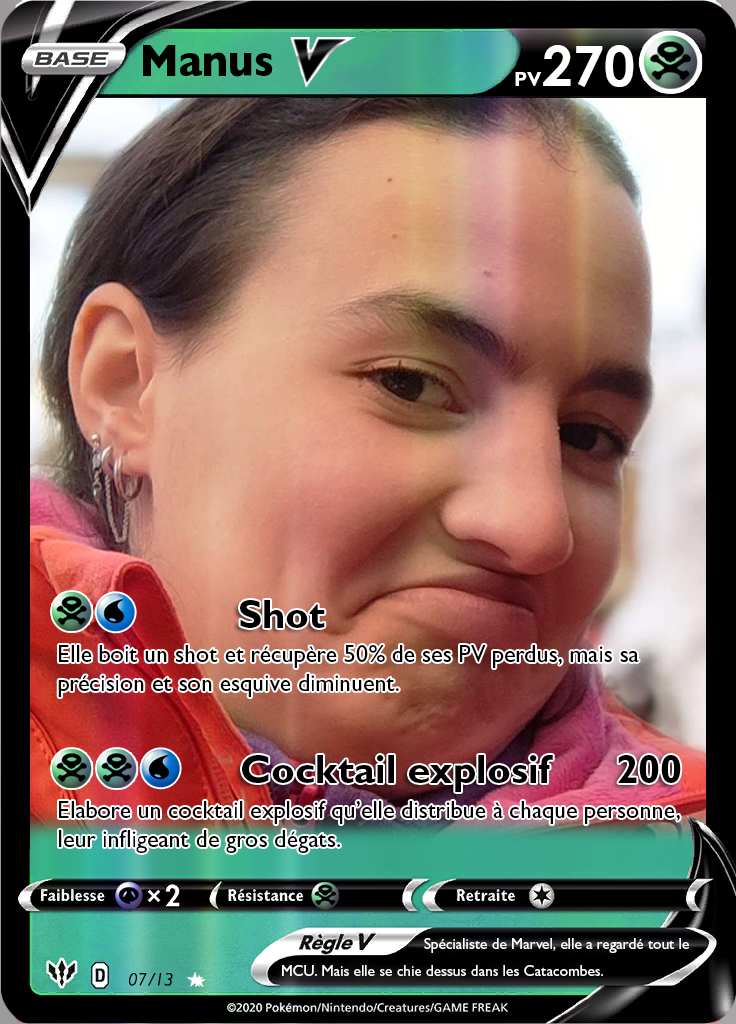 BASE Manus V PV270
Shot
Elle boit un shot et récupère 50% de ses PV perdus, mais sa
précision et son esquive diminuent.
Cocktail explosif 200
Elabore un cocktail explosif qu'elle distribue à chaque personne,
leur infligeant de gros dégats.
Faiblesse ×2 Résistance Retraite
Règle V Spécialiste de Marvel, elle a regardé tout le
MCU. Mais elle se chie dessus dans les Catacombes.
D 07/13
©2020 Pokémon/Nintendo/Creatures/GAME FREAK